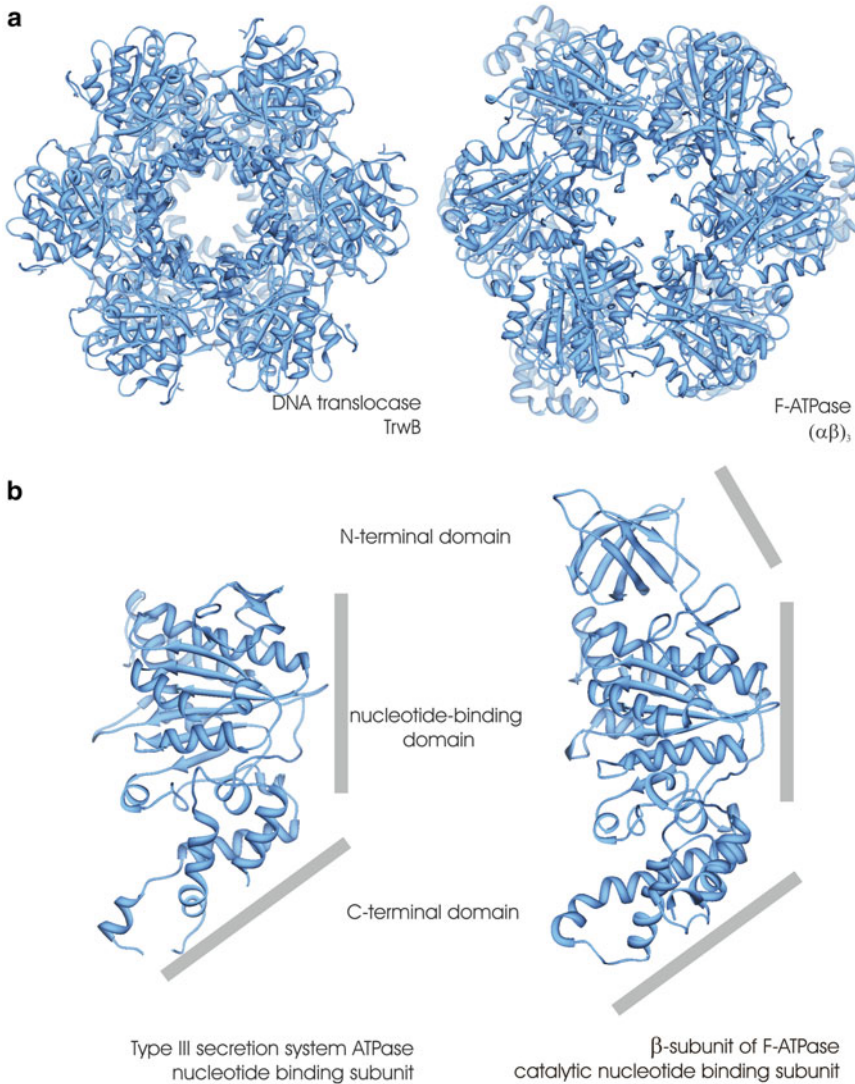 a
DNA translocase
TrwB
F-ATPase
(αβ)₃
b
N-terminal domain
nucleotide-binding
domain
C-terminal domain
Type III secretion system ATPase
nucleotide binding subunit
β-subunit of F-ATPase
catalytic nucleotide binding subunit